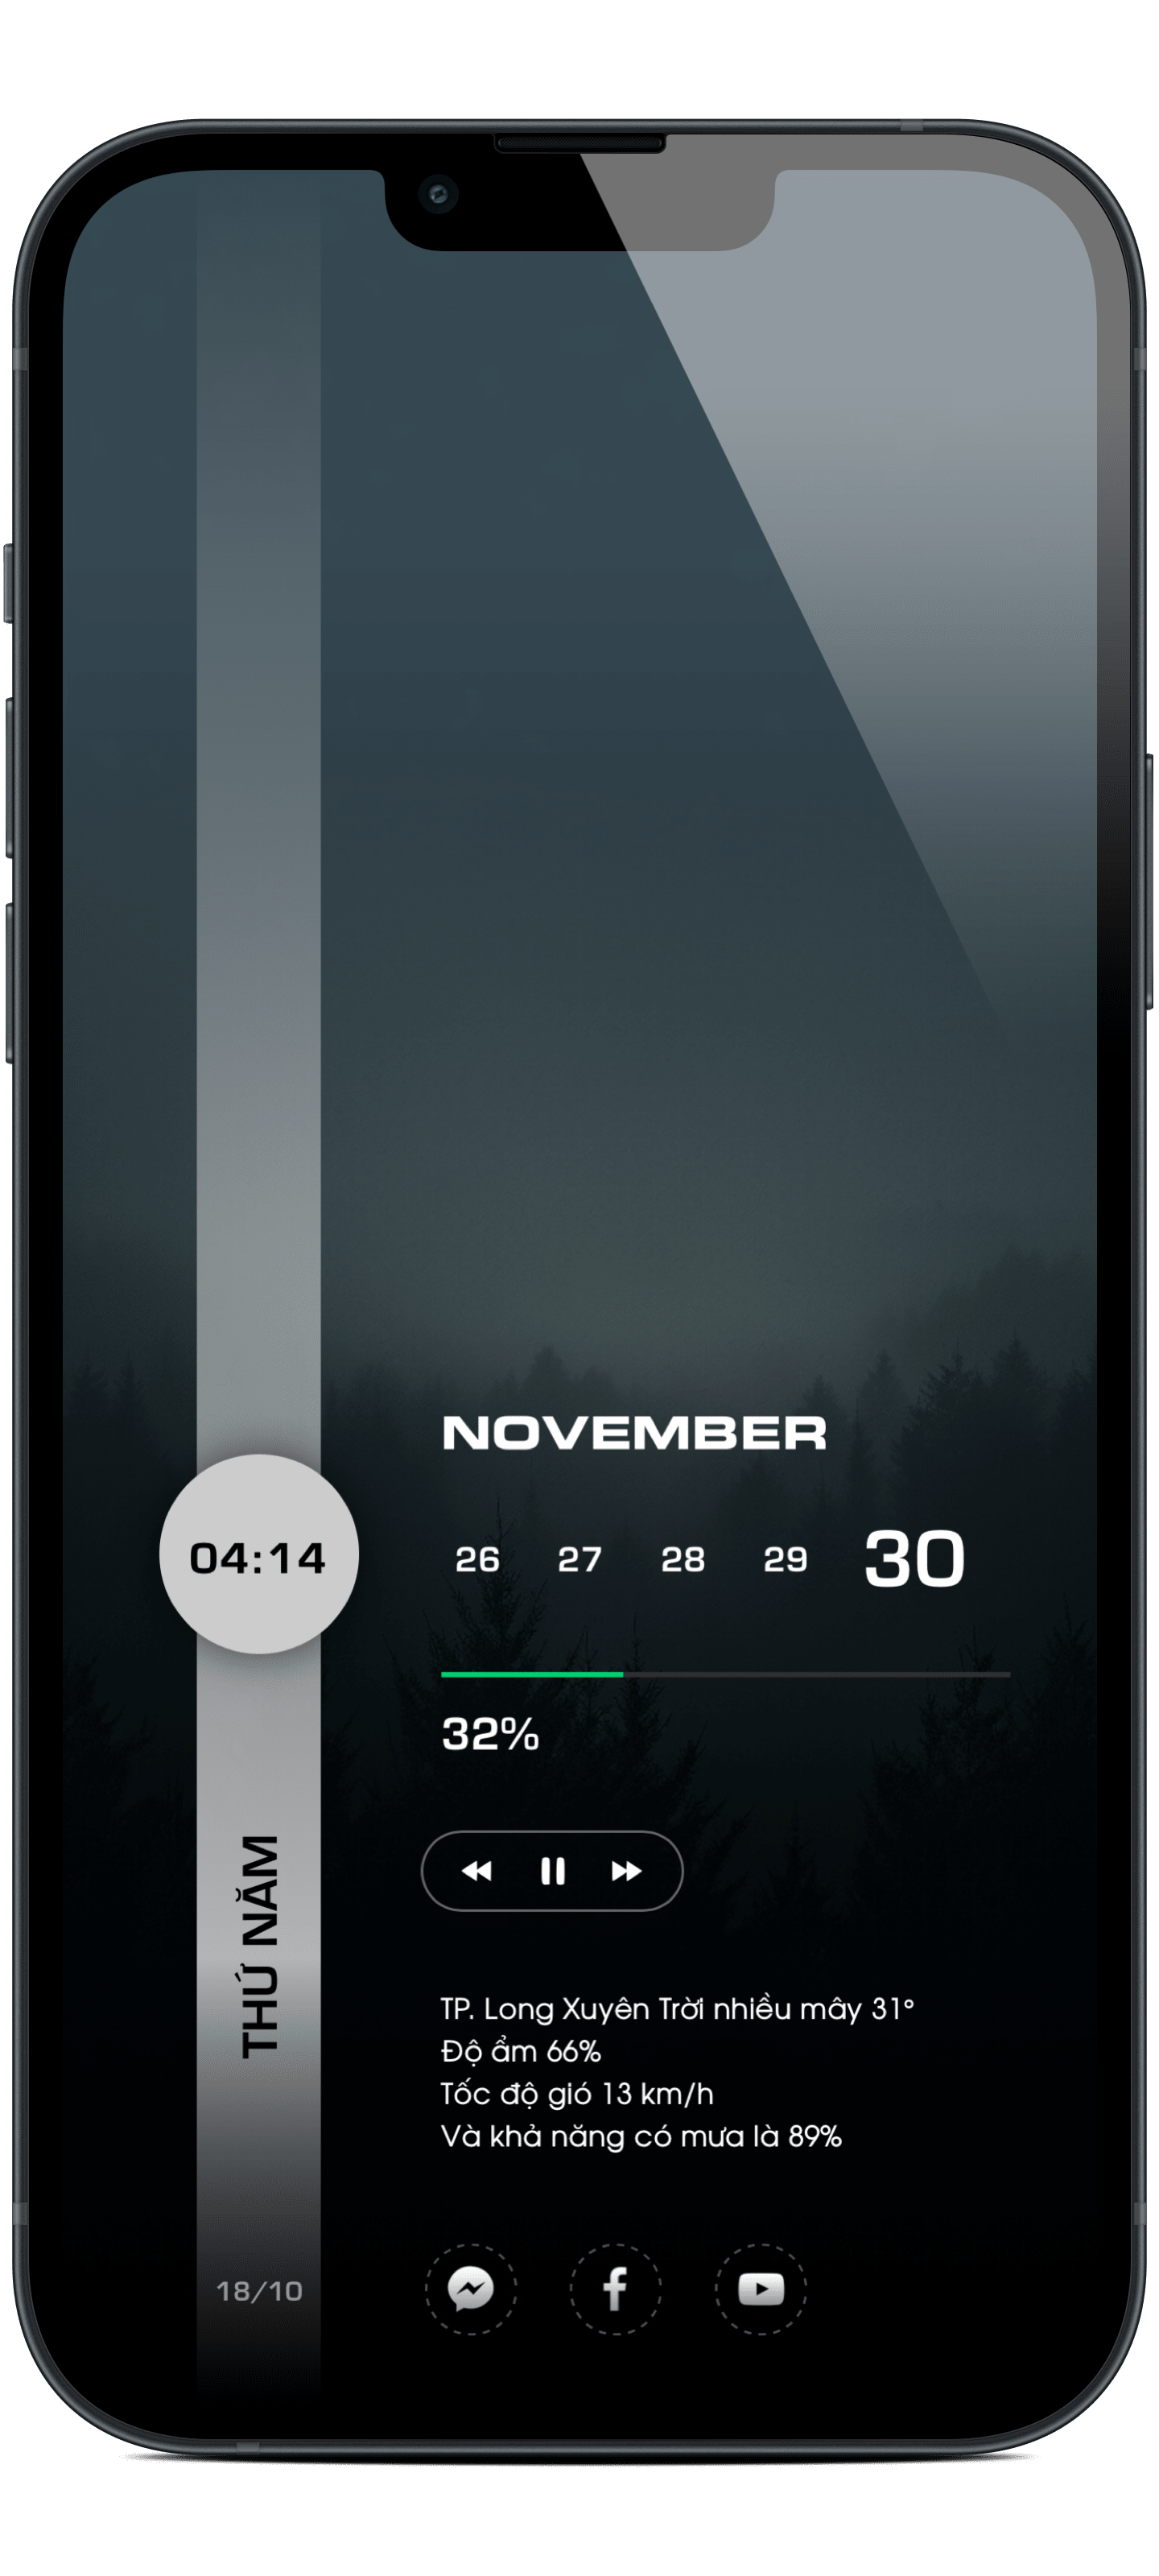 NOVEMBER
04:14
26 27 28 29 30
32%
THỨ NĂM
TP. Long Xuyên Trời nhiều mây 31°
Độ ẩm 66%
Tốc độ gió 13 km/h
Và khả năng có mưa là 89%
18/10